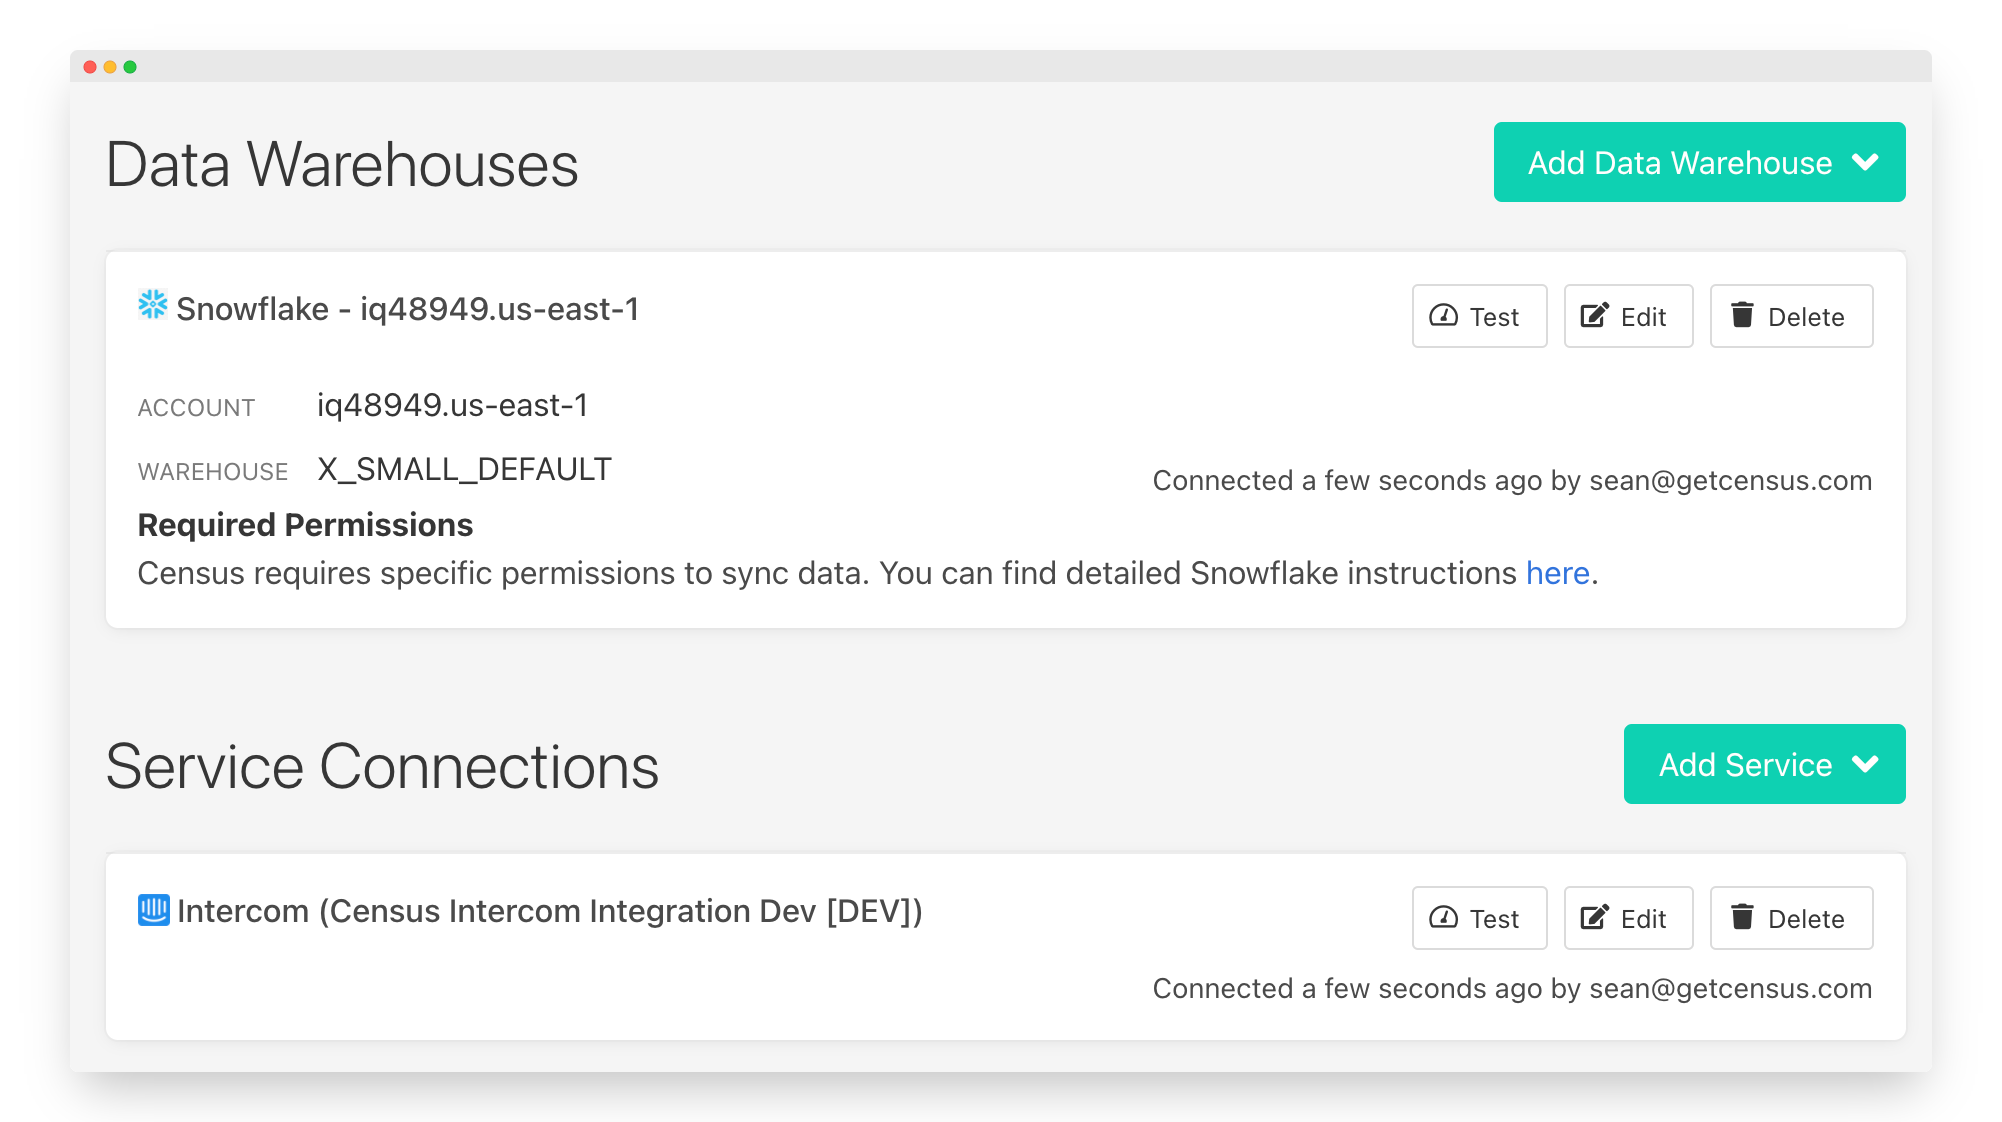 Data Warehouses
Add Data Warehouse
Snowflake - iq48949.us-east-1
Test
Edit
Delete
ACCOUNT iq48949.us-east-1
WAREHOUSE X_SMALL_DEFAULT
Connected a few seconds ago by sean@getcensus.com
Required Permissions
Census requires specific permissions to sync data. You can find detailed Snowflake instructions here.
Service Connections
Add Service
Intercom (Census Intercom Integration Dev [DEV])
Test
Edit
Delete
Connected a few seconds ago by sean@getcensus.com